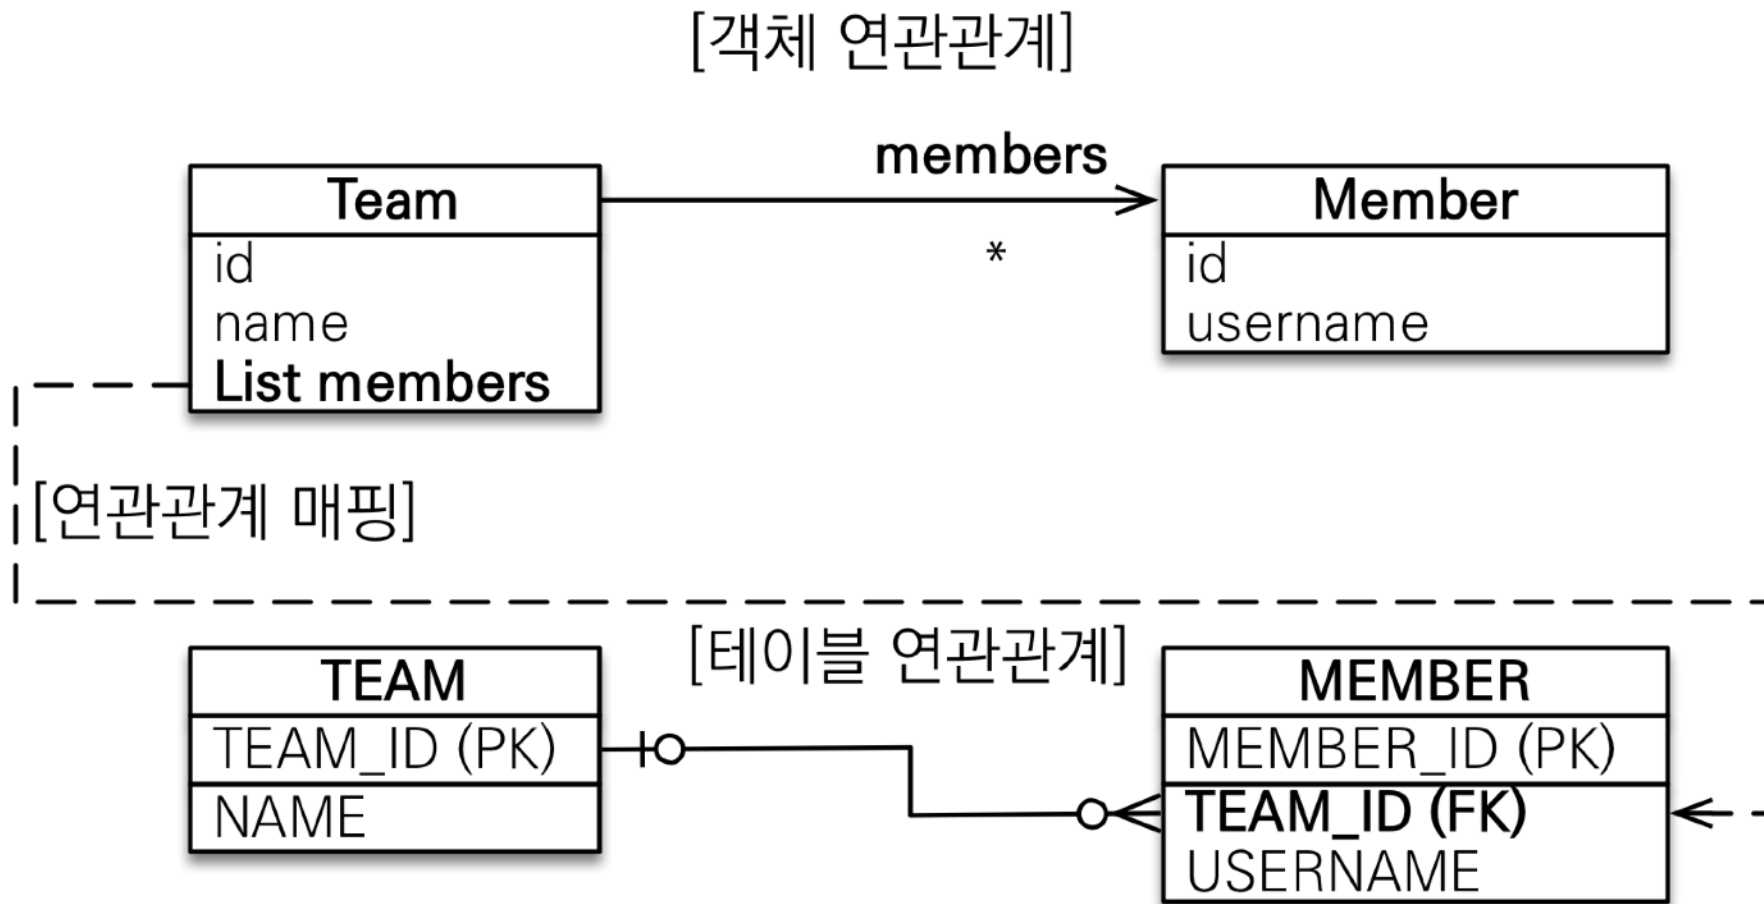 [객체 연관관계]
members
Team
Member
*
id
name
List members
id
username
[연관관계 매핑]
[테이블 연관관계]
TEAM
TEAM_ID (PK)
NAME
MEMBER
MEMBER_ID (PK)
TEAM_ID (FK)
USERNAME